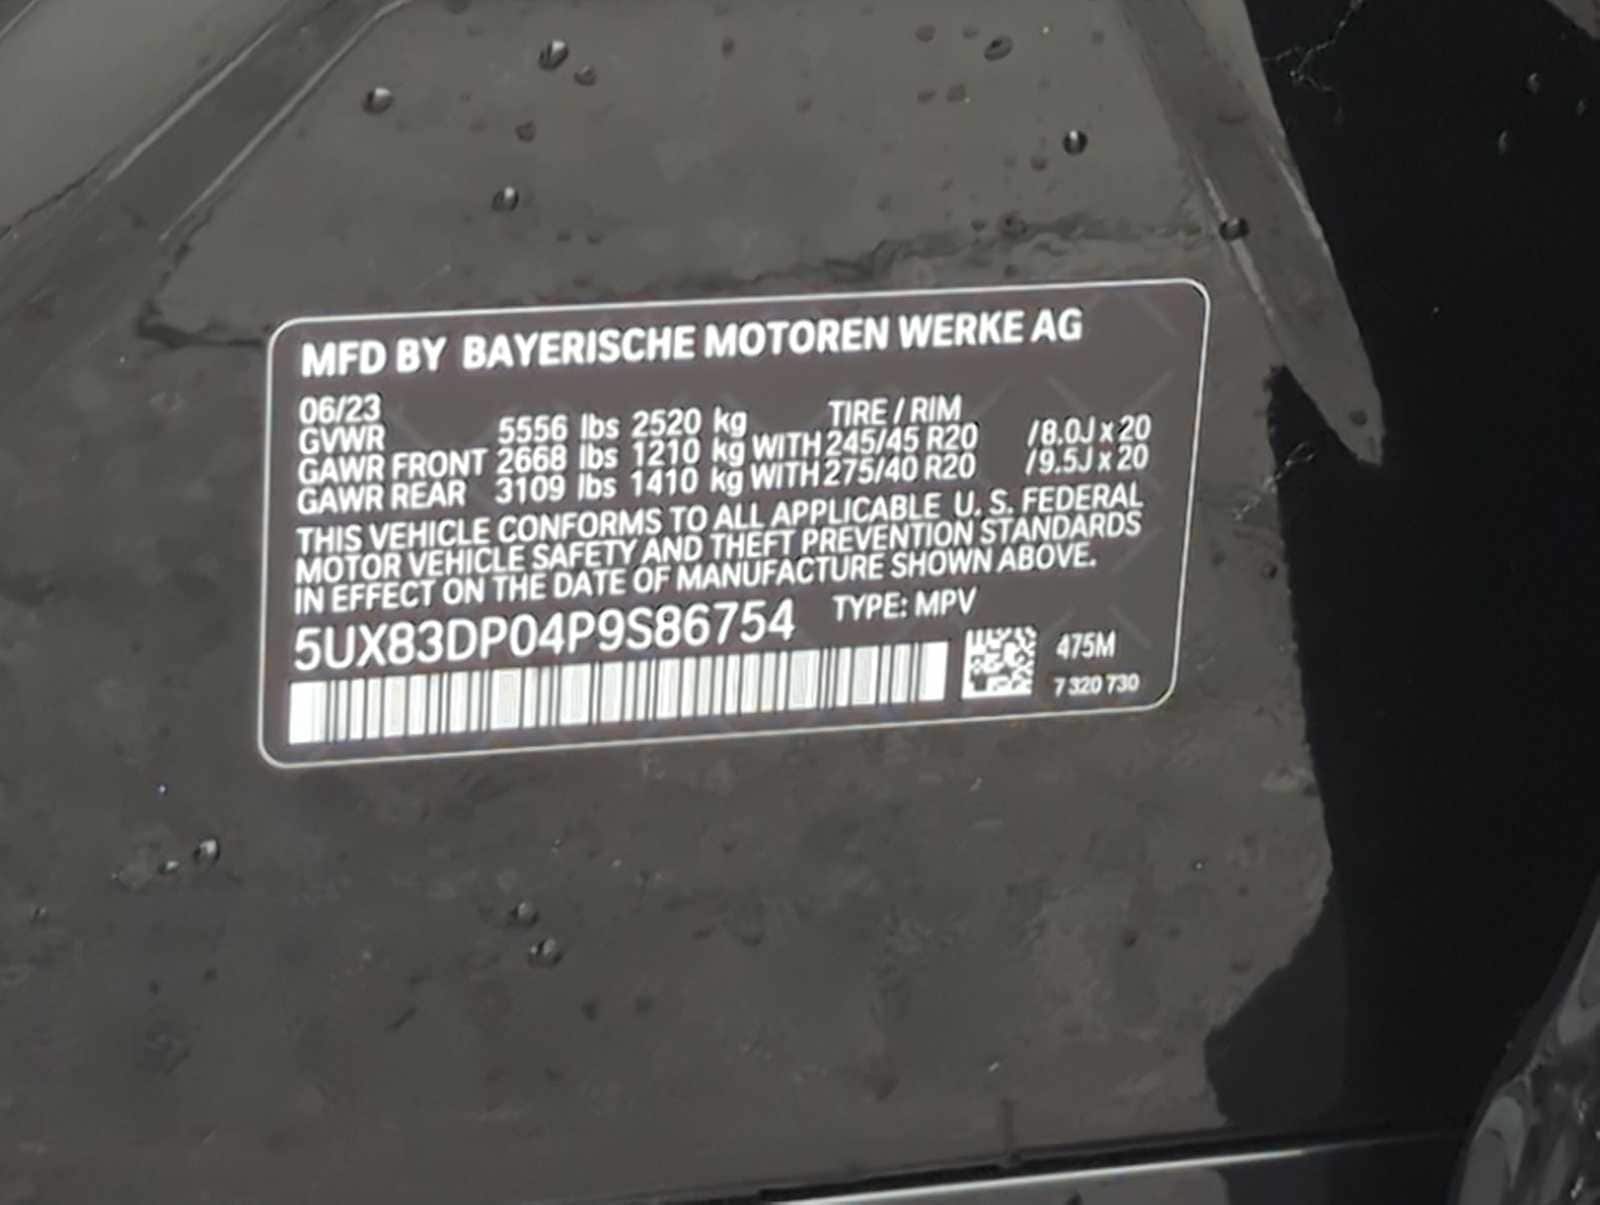 MFD BY BAYERISCHE MOTOREN WERKE AG
06/23 TIRE / RIM
GVWR 5556 lbs 2520 kg
GAWR FRONT 2668 lbs 1210 kg WITH 245/45 R20 /8.0J x 20
GAWR REAR 3109 lbs 1410 kg WITH 275/40 R20 /9.5J x 20
THIS VEHICLE CONFORMS TO ALL APPLICABLE U. S. FEDERAL
MOTOR VEHICLE SAFETY AND THEFT PREVENTION STANDARDS
IN EFFECT ON THE DATE OF MANUFACTURE SHOWN ABOVE.
5UX83DP04P9S86754 TYPE: MPV
475M
7 320 730